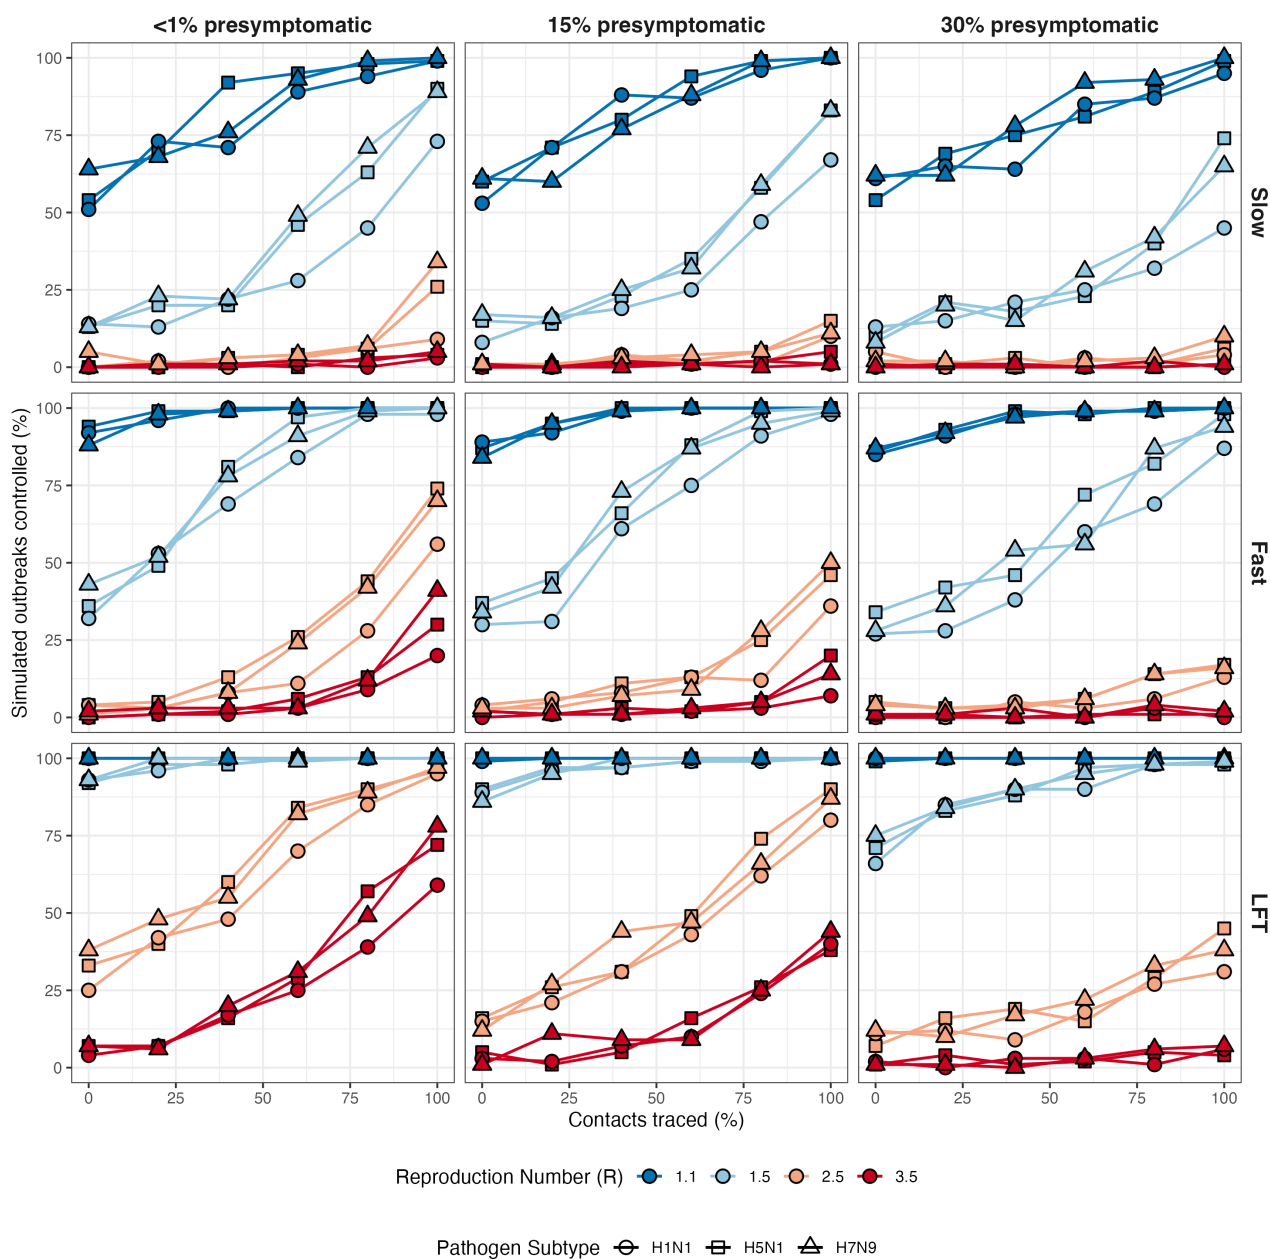 <1% presymptomatic
15% presymptomatic
30% presymptomatic
100
75
50
25
0
Slow
100
75
50
25
0
Fast
100
75
50
25
0
LFT
Simulated outbreaks controlled (%)
0 25 50 75 100
0 25 50 75 100
0 25 50 75 100
Contacts traced (%)
Reproduction Number (R) 1.1 1.5 2.5 3.5
Pathogen Subtype H1N1 H5N1 H7N9